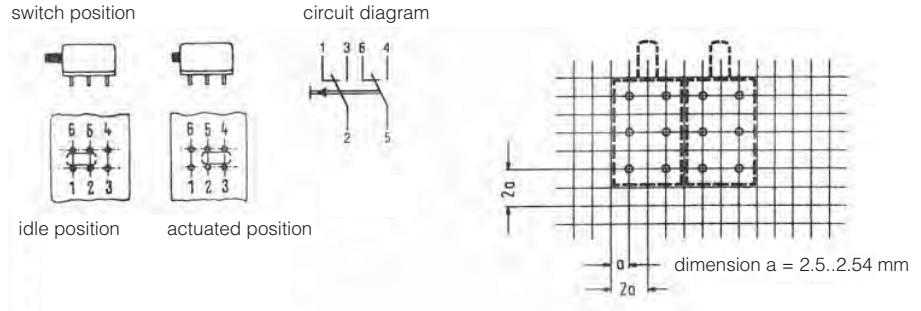 switch position
circuit diagram
1 3 6 4
2 5
6 5 4
1 2 3
6 5 4
1 2 3
idle position
actuated position
2a
a
2a
dimension a = 2.5..2.54 mm